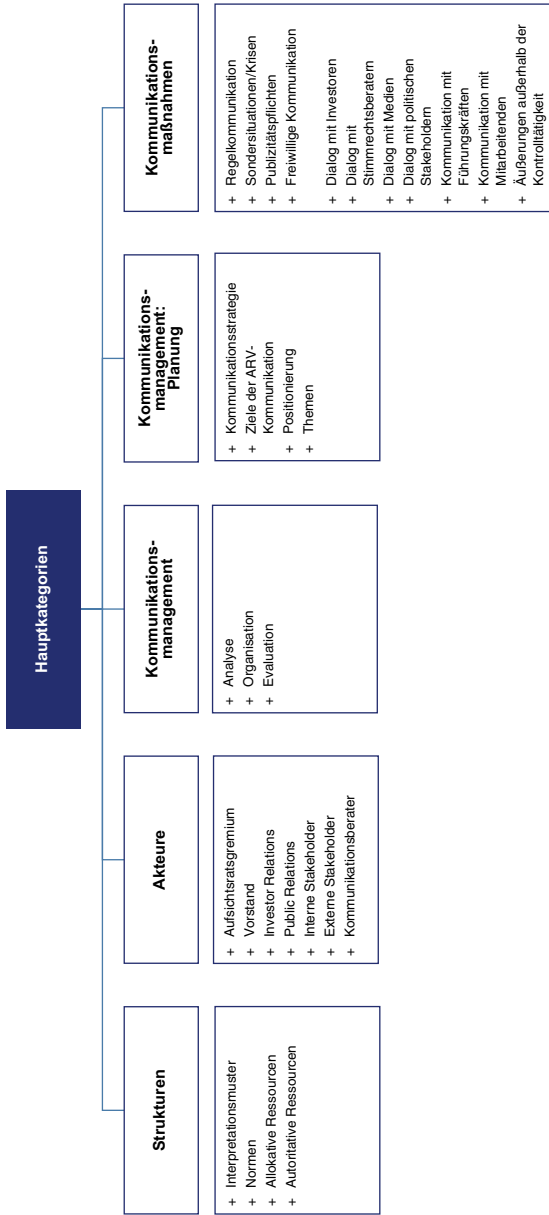 Hauptkategorien
Strukturen
+ Interpretationsmuster
+ Normen
+ Allokative Ressourcen
+ Autoritative Ressourcen
Akteure
+ Aufsichtsratsgremium
+ Vorstand
+ Investor Relations
+ Public Relations
+ Interne Stakeholder
+ Externe Stakeholder
+ Kommunikationsberater
Kommunikations-
management
+ Analyse
+ Organisation
+ Evaluation
Kommunikations-
management:
Planung
+ Kommunikationsstrategie
+ Ziele der ARV-
Kommunikation
+ Positionierung
+ Themen
Kommunikations-
maßnahmen
+ Regelkommunikation
+ Sondersituationen/Krisen
+ Publizitätspflichten
+ Freiwillige Kommunikation
+ Dialog mit Investoren
+ Dialog mit
Stimmrechtsberatern
+ Dialog mit Medien
+ Dialog mit politischen
Stakeholdern
+ Kommunikation mit
Führungskräften
+ Kommunikation mit
Mitarbeitenden
+ Äußerungen außerhalb der
Kontrolltätigkeit